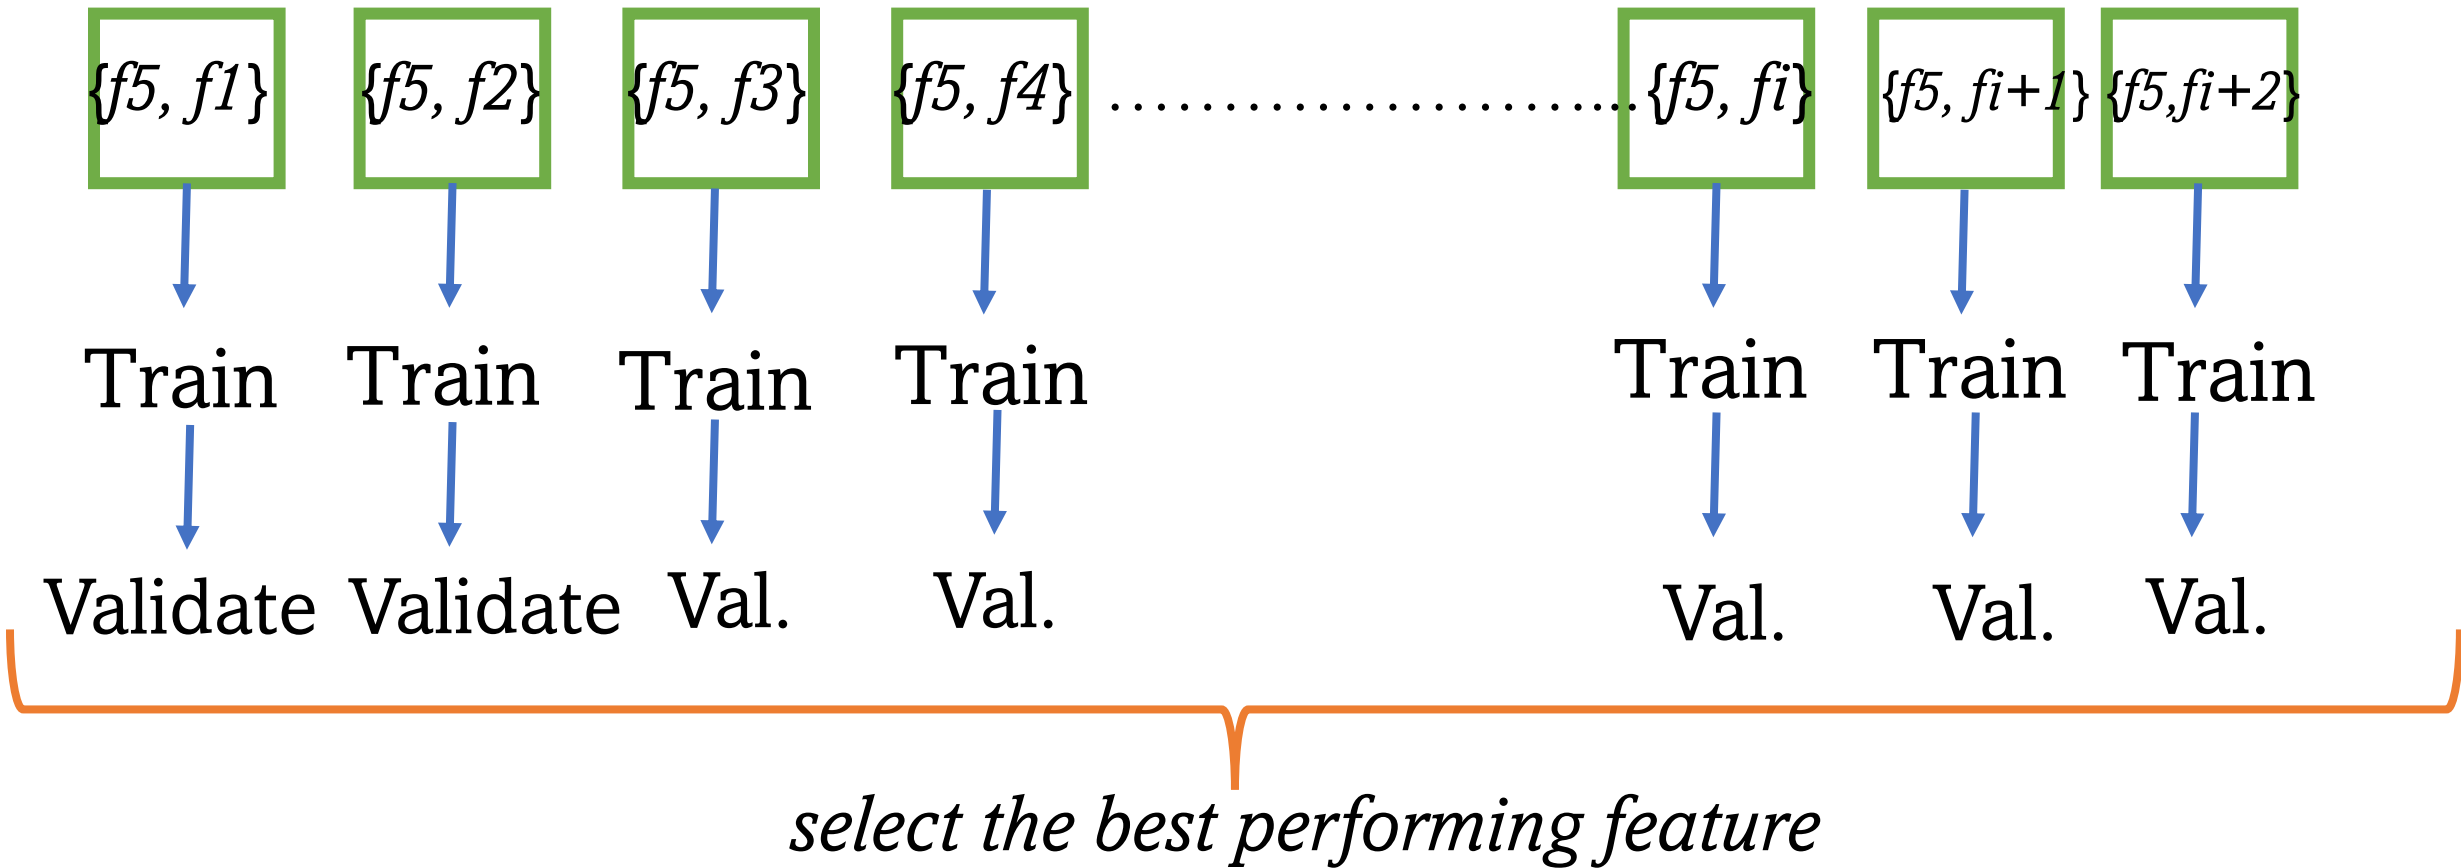 {f5, f1} {f5, f2} {f5, f3} {f5, f4} .......................... {f5, fi} {f5, fi+1} {f5,fi+2}
Train Train Train Train Train Train Train
Validate Validate Val. Val. Val. Val. Val.
select the best performing feature